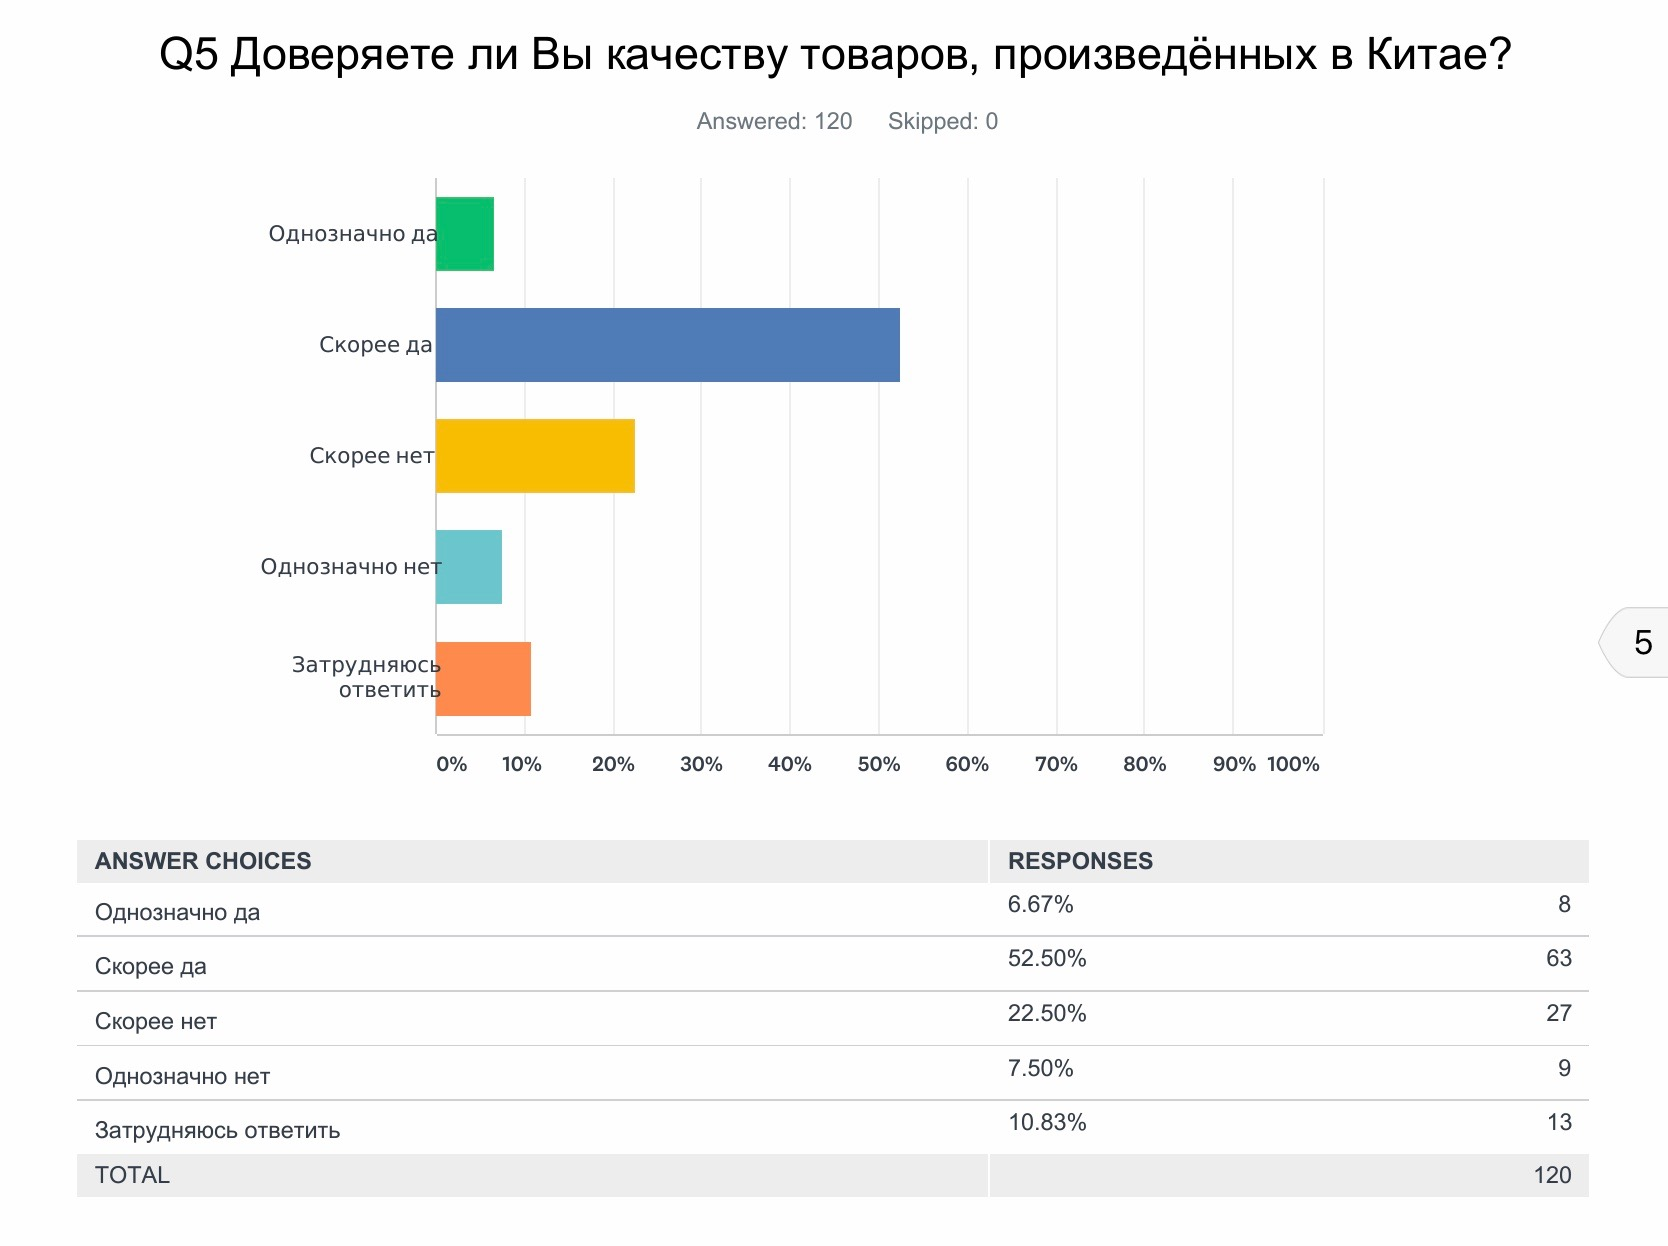 Q5 Доверяете ли Вы качеству товаров, произведённых в Китае?
Answered: 120 Skipped: 0
Однозначно да
Скорее да
Скорее нет
Однозначно нет
Затрудняюсь
ответить
0% 10% 20% 30% 40% 50% 60% 70% 80% 90% 100%
5
ANSWER CHOICES RESPONSES
Однозначно да 6.67% 8
Скорее да 52.50% 63
Скорее нет 22.50% 27
Однозначно нет 7.50% 9
Затрудняюсь ответить 10.83% 13
TOTAL 120